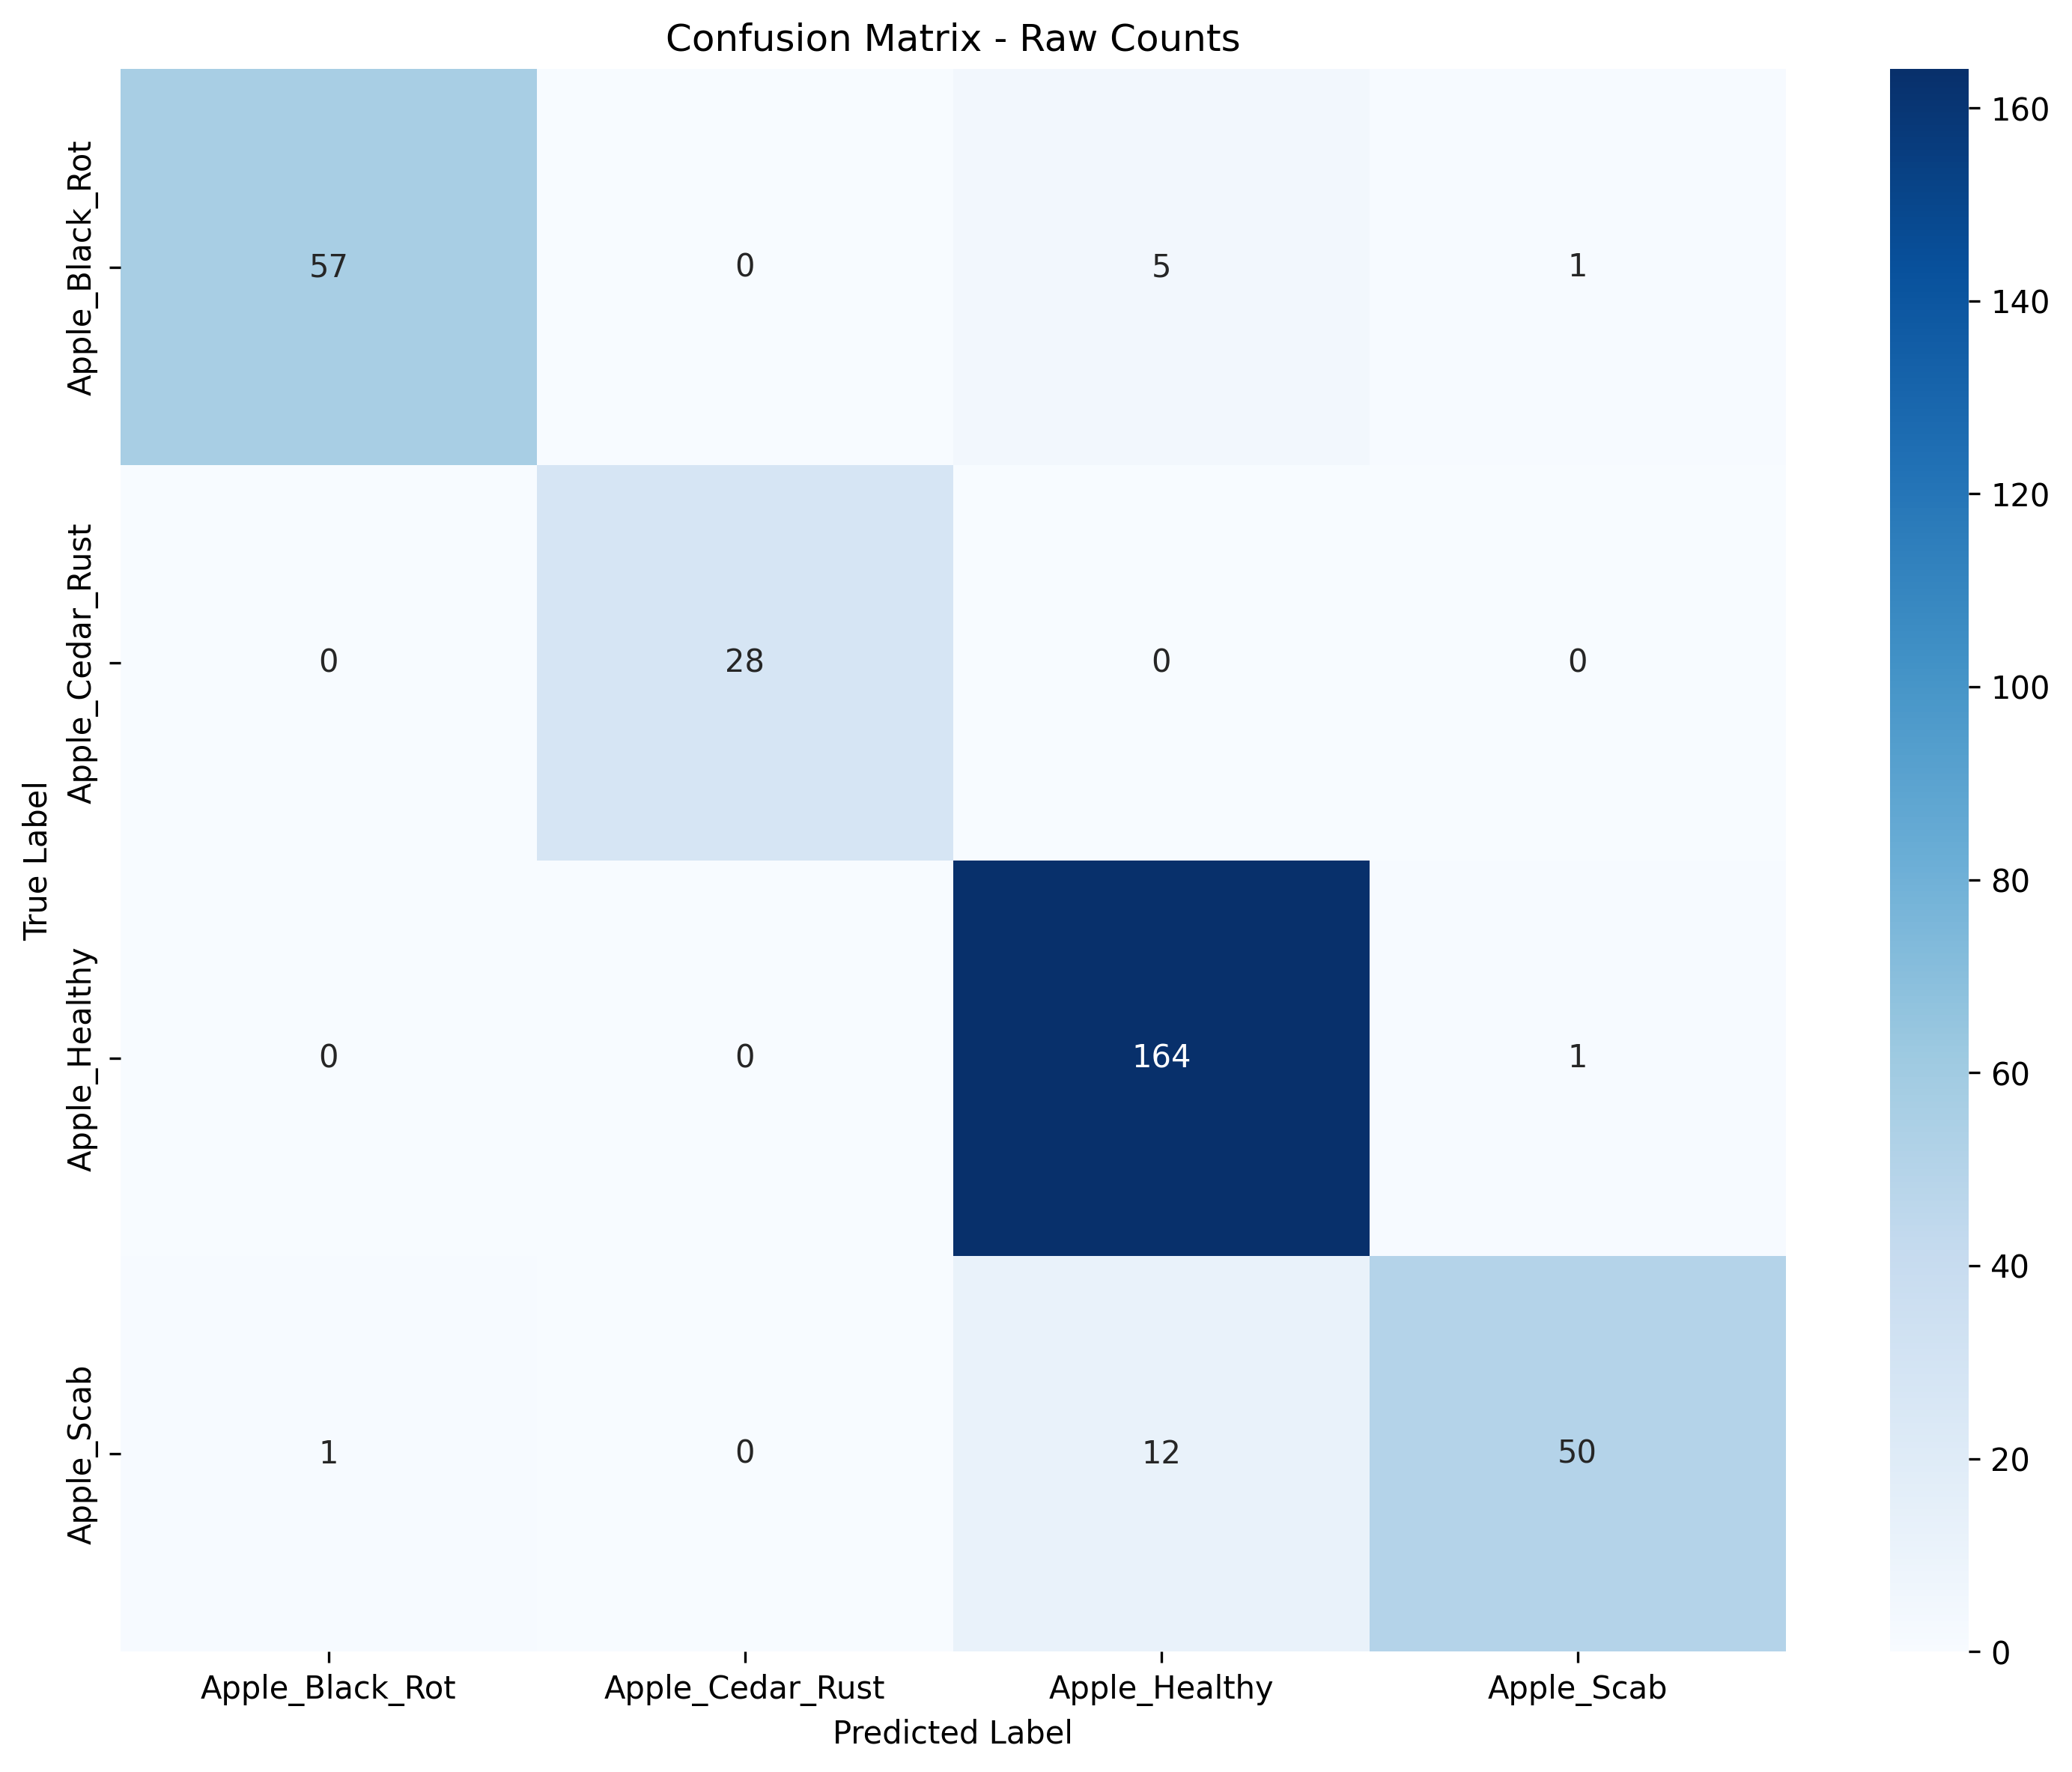 Confusion Matrix - Raw Counts
True Label
Apple_Black_Rot
57 0 5 1
Apple_Cedar_Rust
0 28 0 0
Apple_Healthy
0 0 164 1
Apple_Scab
1 0 12 50
Apple_Black_Rot Apple_Cedar_Rust Apple_Healthy Apple_Scab
Predicted Label
160
140
120
100
80
60
40
20
0